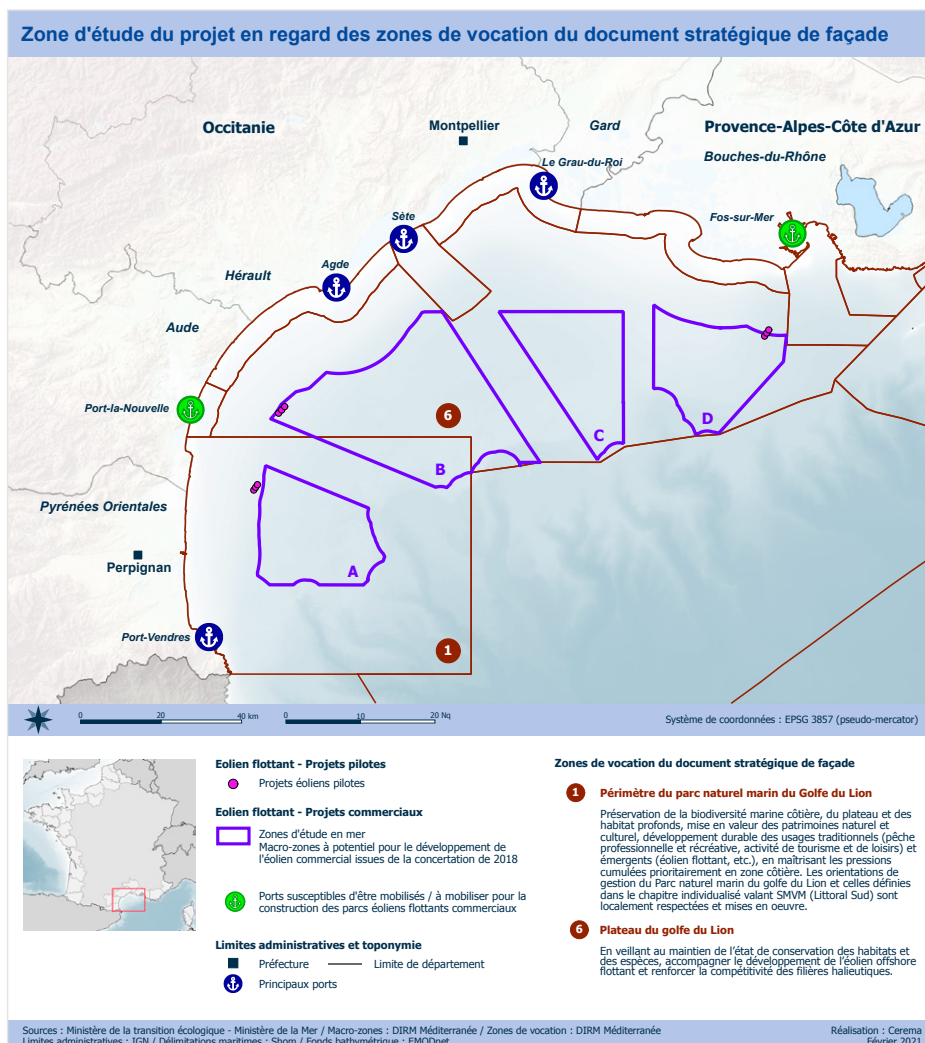 Zone d'étude du projet en regard des zones de vocation du document stratégique de façade
Occitanie
Montpellier
Gard
Provence-Alpes-Côte d'Azur
Bouches-du-Rhône
Le Grau-du-Roi
Fos-sur-Mer
Sète
Agde
Hérault
Aude
Port-la-Nouvelle
6
B
C
D
Pyrénées Orientales
Perpignan
A
Port-Vendres
1
0 20 40 km
0 10 20 Nq
Système de coordonnées : EPSG 3857 (pseudo-mercator)
Eolien flottant - Projets pilotes
Projets éoliens pilotes
Eolien flottant - Projets commerciaux
Zones d'étude en mer
Macro-zones à potentiel pour le développement de
l'éolien commercial issues de la concertation de 2018
Ports susceptibles d'être mobilisés / à mobiliser pour la
construction des parcs éoliens flottants commerciaux
Limites administratives et toponymie
Préfecture
Limite de département
Principaux ports
Zones de vocation du document stratégique de façade
1 Périmètre du parc naturel marin du Golfe du Lion
Préservation de la biodiversité marine côtière, du plateau et des
habitat profonds, mise en valeur des patrimoines naturel et
culturel, développement durable des usages traditionnels (pêche
professionnelle et récréative, activité de tourisme et de loisirs) et
émergents (éolien flottant, etc.), en maîtrisant les pressions
cumulées prioritairement en zone côtière. Les orientations de
gestion du Parc naturel marin du golfe du Lion et celles définies
dans le chapitre individualisé valant SMVM (Littoral Sud) sont
localement respectées et mises en oeuvre.
6 Plateau du golfe du Lion
En veillant au maintien de l'état de conservation des habitats et
des espèces, accompagner le développement de l'éolien offshore
flottant et renforcer la compétitivité des filières halieutiques.
Sources : Ministère de la transition écologique - Ministère de la Mer / Macro-zones : DIRM Méditerranée / Zones de vocation : DIRM Méditerranée
Limites administratives : IGN / Délimitations maritimes : Shom / Fonds bathymétrique : EMODnet
Réalisation : Cerema
Février 2021